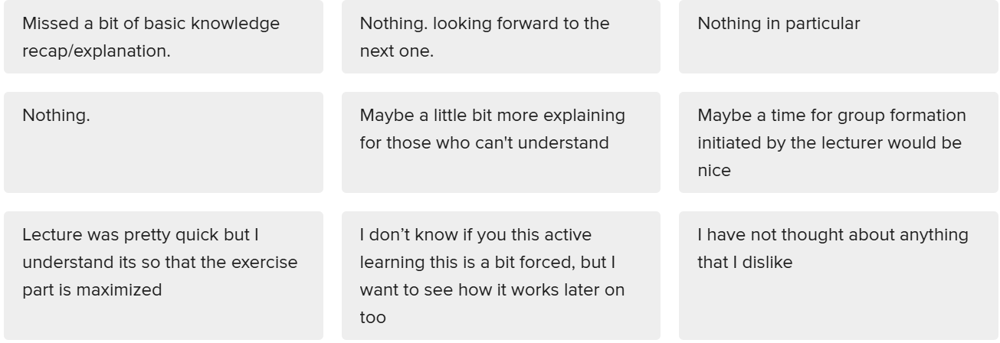 Missed a bit of basic knowledge
recap/explanation.
Nothing. looking forward to the
next one.
Nothing in particular
Nothing.
Maybe a little bit more explaining
for those who can't understand
Maybe a time for group formation
initiated by the lecturer would be
nice
Lecture was pretty quick but I
understand its so that the exercise
part is maximized
I don’t know if you this active
learning this is a bit forced, but I
want to see how it works later on
too
I have not thought about anything
that I dislike